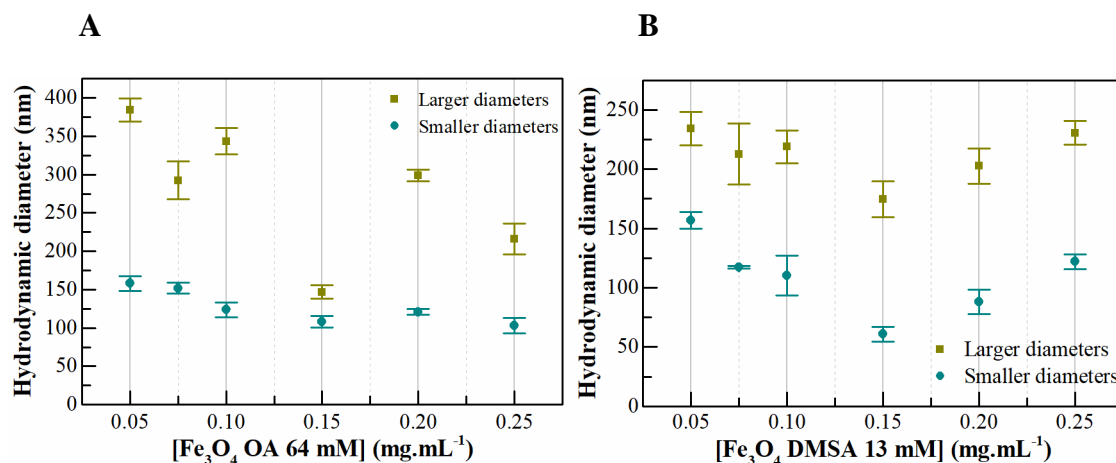 A
B
Hydrodynamic diameter (nm)
400
350
300
250
200
150
100
50
0
Larger diameters
Smaller diameters
0.05
0.10
0.15
0.20
0.25
[Fe₃O₄ OA 64 mM] (mg.mL⁻¹)
Hydrodynamic diameter (nm)
250
200
150
100
50
0
Larger diameters
Smaller diameters
0.05
0.10
0.15
0.20
0.25
[Fe₃O₄ DMSA 13 mM] (mg.mL⁻¹)